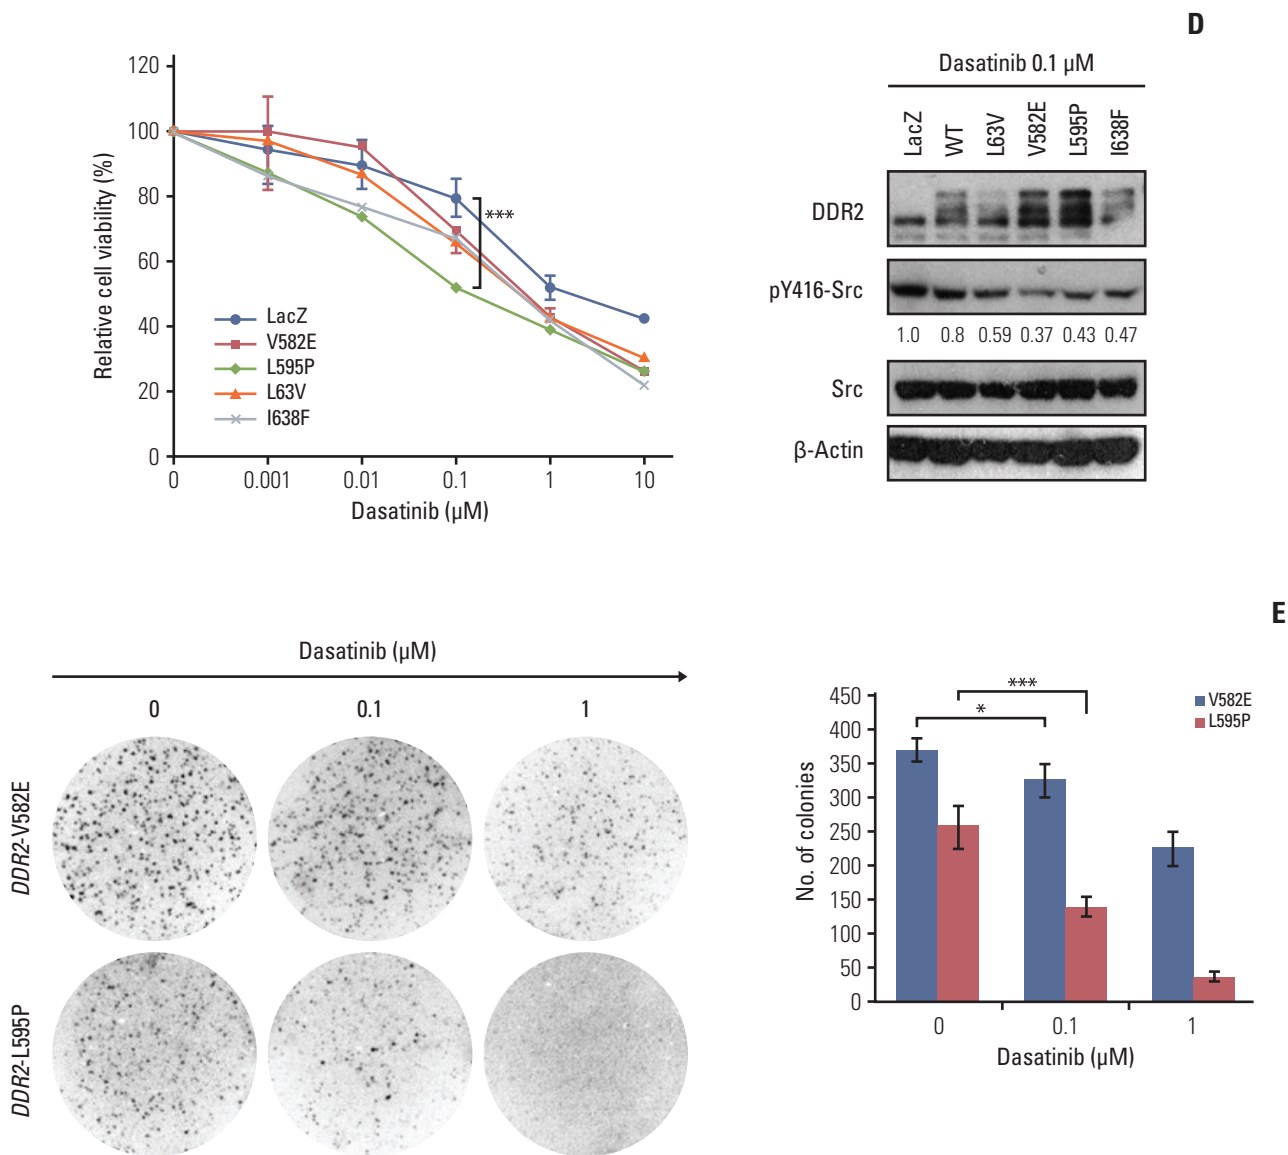 D
120
100
80
60
40
20
0
Relative cell viability (%)
***
LacZ
V582E
L595P
L63V
I638F
0 0.001 0.01 0.1 1 10
Dasatinib (μM)
Dasatinib 0.1 μM
LacZ WT L63V V582E L595P I638F
DDR2
pY416-Src
1.0 0.8 0.59 0.37 0.43 0.47
Src
β-Actin
E
Dasatinib (μM)
0 0.1 1
DDR2-V582E
DDR2-L595P
450
400
350
300
250
200
150
100
50
0
No. of colonies
***
*
V582E
L595P
0 0.1 1
Dasatinib (μM)